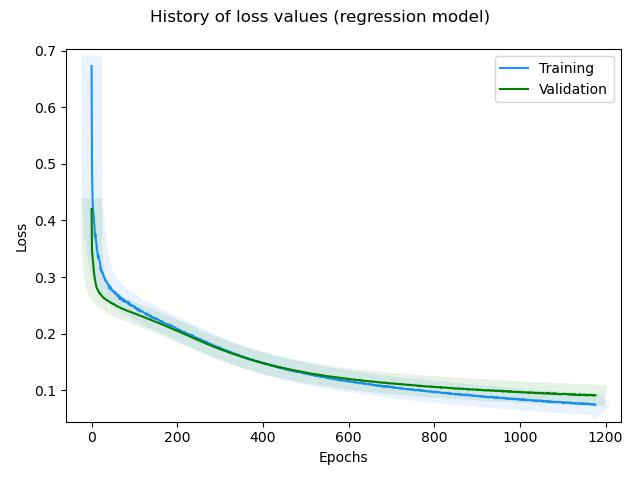 History of loss values (regression model)
0.7
0.6
0.5
0.4
0.3
0.2
0.1
Loss
Training
Validation
0 200 400 600 800 1000 1200
Epochs